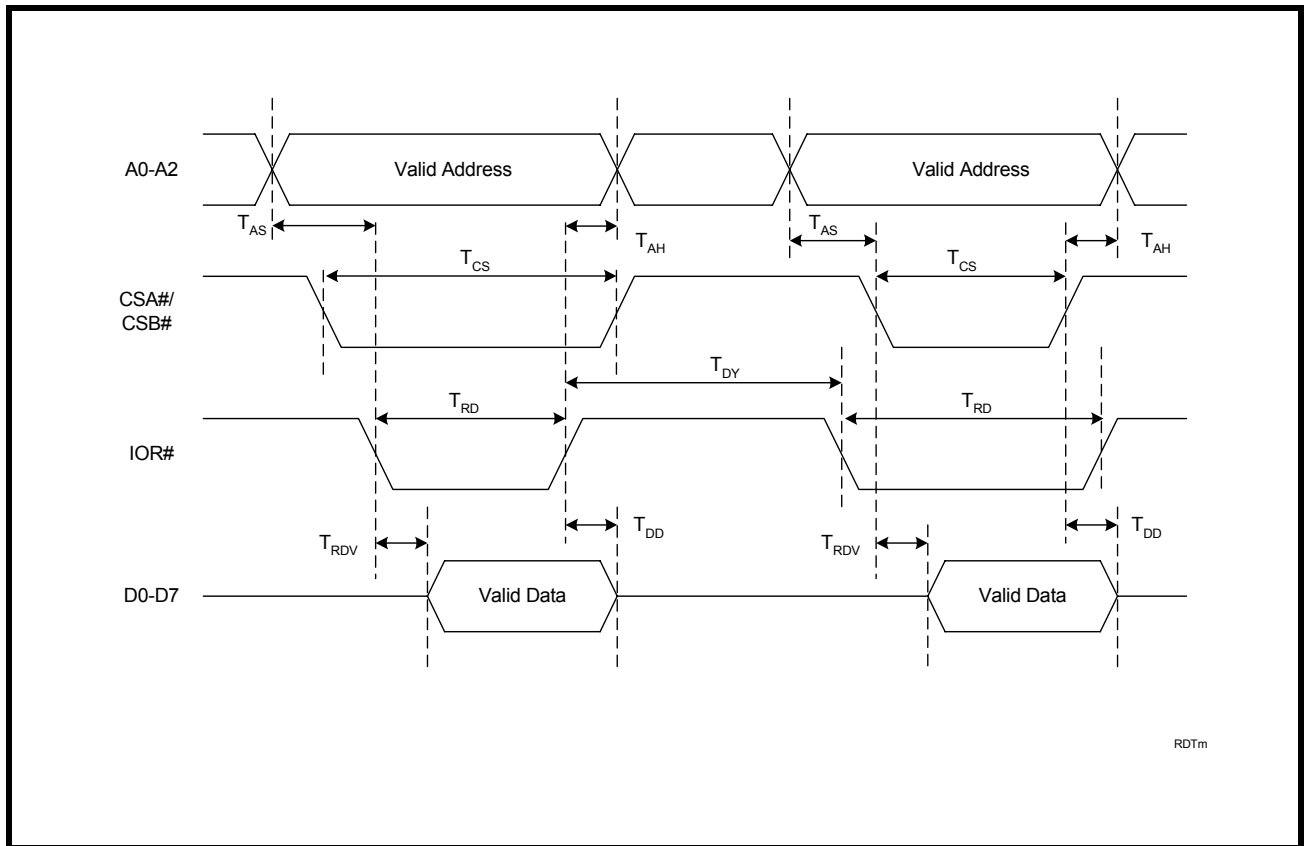 A0-A2
Valid Address
Valid Address
TAS
TAH
TAS
TAH
TCS
TCS
CSA#/
CSB#
TDY
TRD
TRD
IOR#
TRDV
TDD
TRDV
TDD
D0-D7
Valid Data
Valid Data
RDTm